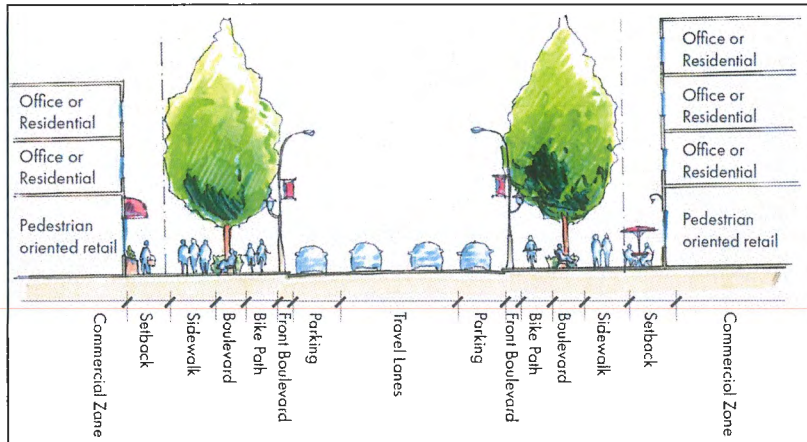 Office or
Residential
Office or
Residential
Pedestrian
oriented retail
Office or
Residential
Office or
Residential
Office or
Residential
Pedestrian
oriented retail
Commercial Zane
Setback
Sidewalk
Boulevard
Bike Path
Front Boulevard
Parking
Travel Lanes
Parking
Front Boulevard
Bike Path
Boulevard
Sidewalk
Setback
Commercial Zone